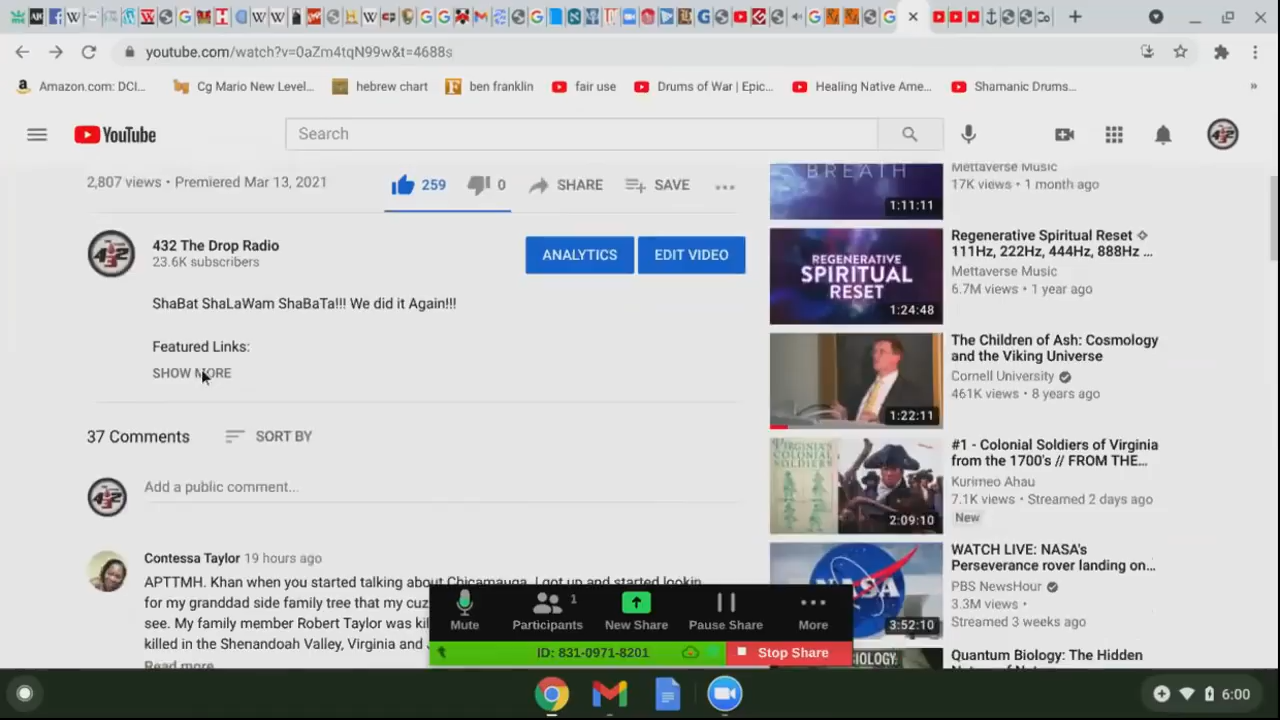 youtube.com/watch?v=0aZm4tqN99w&t=4688s
Amazon.com: DCI...
Cg Mario New Level...
hebrew chart
ben franklin
fair use
Drums of War | Epic...
Healing Native Ame...
Shamanic Drums...
»
YouTube
Search
2,807 views • Premiered Mar 13, 2021
259
0
SHARE
SAVE
432 The Drop Radio
23.6K subscribers
ANALYTICS
EDIT VIDEO
ShaBat ShaLaWam ShaBaTa!!! We did it Again!!!
Featured Links:
SHOW MORE
37 Comments
SORT BY
Add a public comment...
Contessa Taylor 19 hours ago
APTTMH. Khan when you started talking about Chicamauga, I got up and started lookin
for my granddad side family tree that my cuz
see. My family member Robert Taylor was kil
killed in the Shenandoah Valley, Virginia and
Read more
BREATH
1:11:11
Mettaverse Music
17K views • 1 month ago
REGENERATIVE
SPIRITUAL
RESET
1:24:48
Regenerative Spiritual Reset
111Hz, 222Hz, 444Hz, 888Hz ...
Mettaverse Music
6.7M views • 1 year ago
1:22:11
The Children of Ash: Cosmology
and the Viking Universe
Cornell University
461K views • 8 years ago
VIRGINIA'S
COLONIAL
SOLDIERS
2:09:10
#1 - Colonial Soldiers of Virginia
from the 1700's // FROM THE...
Kurimeo Ahau
7.1K views • Streamed 2 days ago
New
NASA
3:52:10
WATCH LIVE: NASA's
Perseverance rover landing on...
PBS NewsHour
3.3M views •
Streamed 3 weeks ago
BIOLOGY
Quantum Biology: The Hidden
Mute
Participants
1
New Share
Pause Share
More
ID: 831-0971-8201
Stop Share
6:00